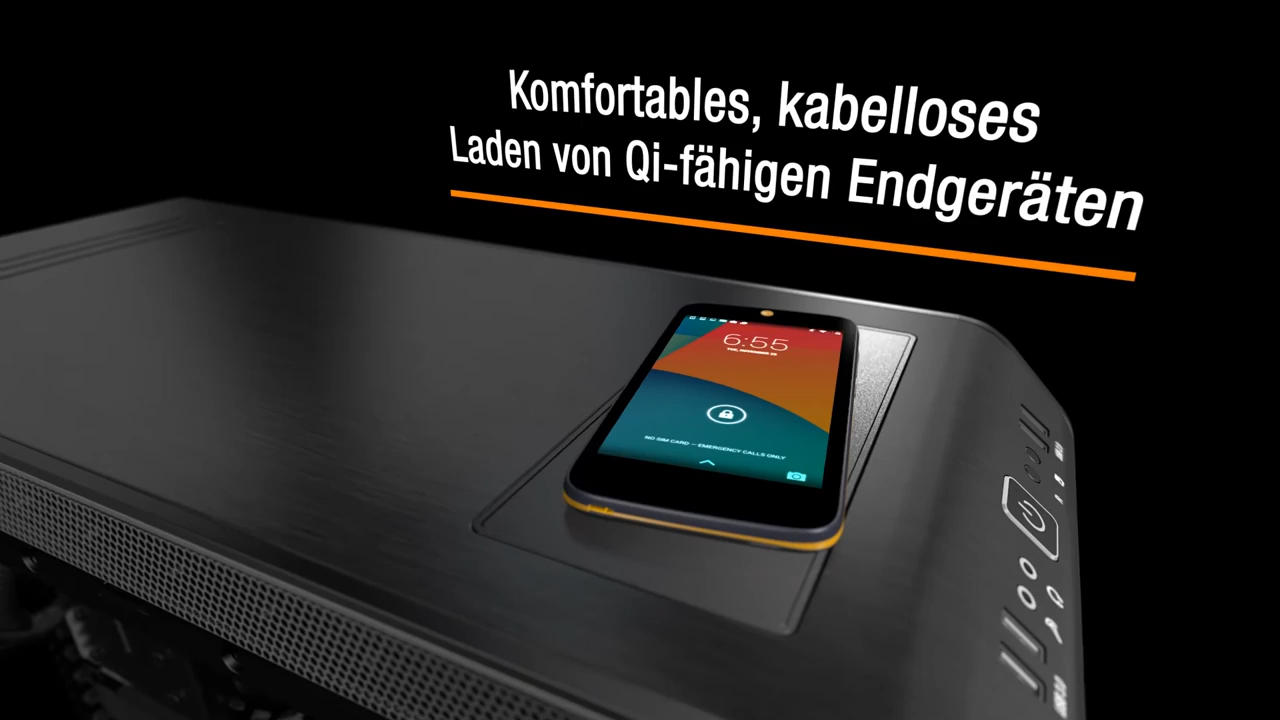 Komfortables, kabelloses
Laden von Qi-fähigen Endgeräten
6:55
NO SIM CARD — EMERGENCY CALLS ONLY